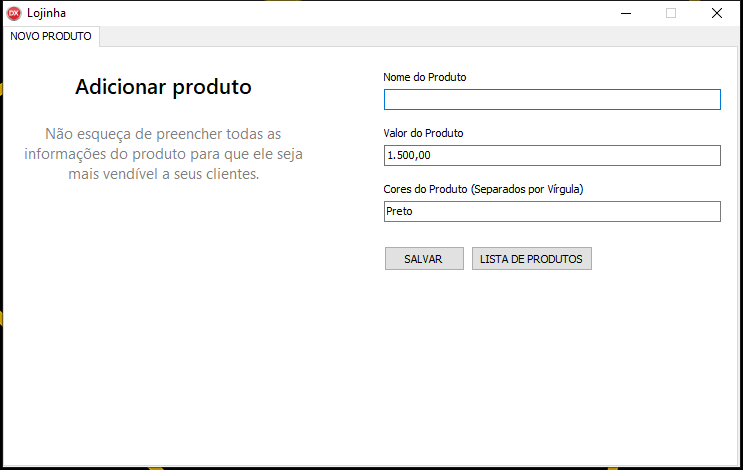 DX Lojinha
NOVO PRODUTO
Adicionar produto
Não esqueça de preencher todas as
informações do produto para que ele seja
mais vendível a seus clientes.
Nome do Produto
Valor do Produto
1.500,00
Cores do Produto (Separados por Vírgula)
Preto
SALVAR LISTA DE PRODUTOS